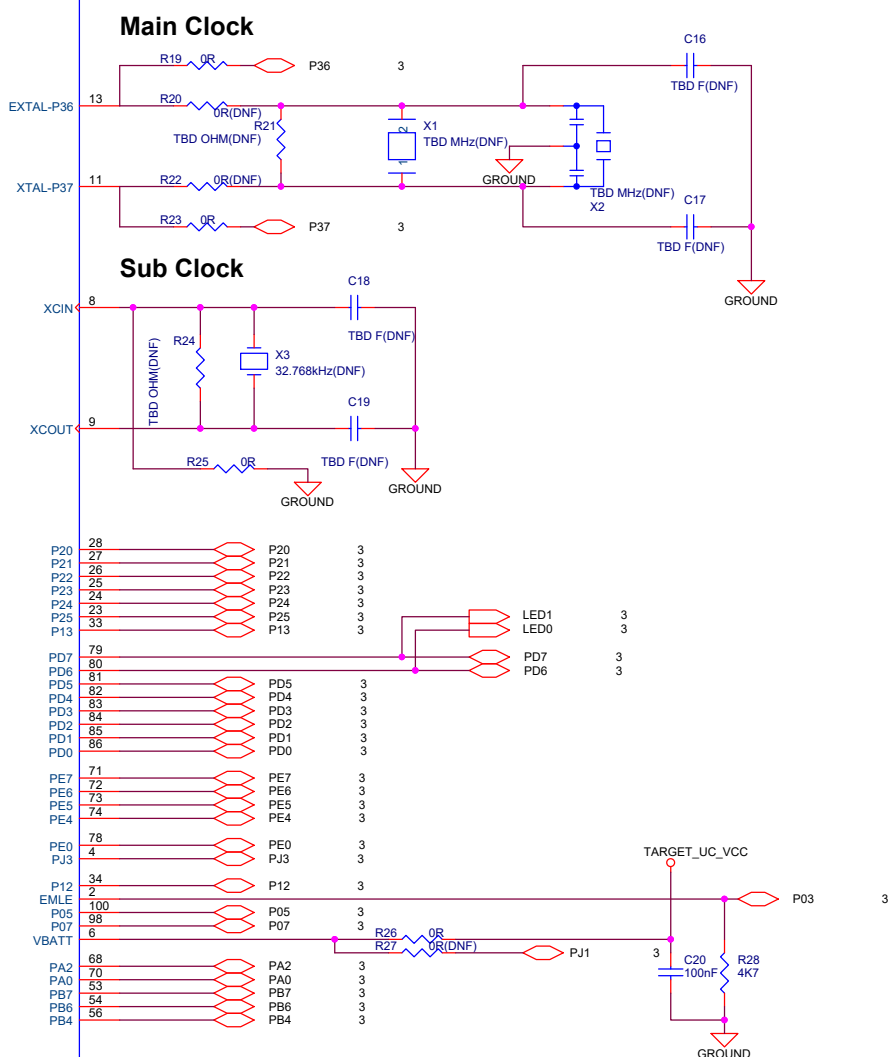 Main Clock
R19 0R P36 3
C16
TBD F(DNF)
EXTAL-P36 13 R20 0R(DNF)
R21
TBD OHM(DNF)
2 X1
TBD MHz(DNF)
1
GROUND
TBD MHz(DNF)
X2
XTAL-P37 11 R22 0R(DNF)
C17
R23 0R P37 3
TBD F(DNF)
GROUND
Sub Clock
C18
XCIN 8
TBD F(DNF)
R24
TBD OHM(DNF)
X3
32.768kHz(DNF)
C19
XCOUT 9
TBD F(DNF)
R25 0R
GROUND
GROUND
P20 28 P20 3
P21 27 P21 3
P22 26 P22 3
P23 25 P23 3
P24 24 P24 3
P25 23 P25 3
P13 33 P13 3
LED1 3
LED0 3
PD7 79 PD7 3
PD6 80 PD6 3
PD5 81 PD5 3
PD4 82 PD4 3
PD3 83 PD3 3
PD2 84 PD2 3
PD1 85 PD1 3
PD0 86 PD0 3
PE7 71 PE7 3
PE6 72 PE6 3
PE5 73 PE5 3
PE4 74 PE4 3
PE0 78 PE0 3
PJ3 4 PJ3 3
TARGET_UC_VCC
P12 34 P12 3
EMLE 2 P03 3
P05 100 P05 3
P07 98 P07 3
VBATT 6 R26 0R
R27 0R(DNF) PJ1 3
C20
100nF
R28
4K7
PA2 68 PA2 3
PA0 70 PA0 3
PB7 53 PB7 3
PB6 54 PB6 3
PB4 56 PB4 3
GROUND